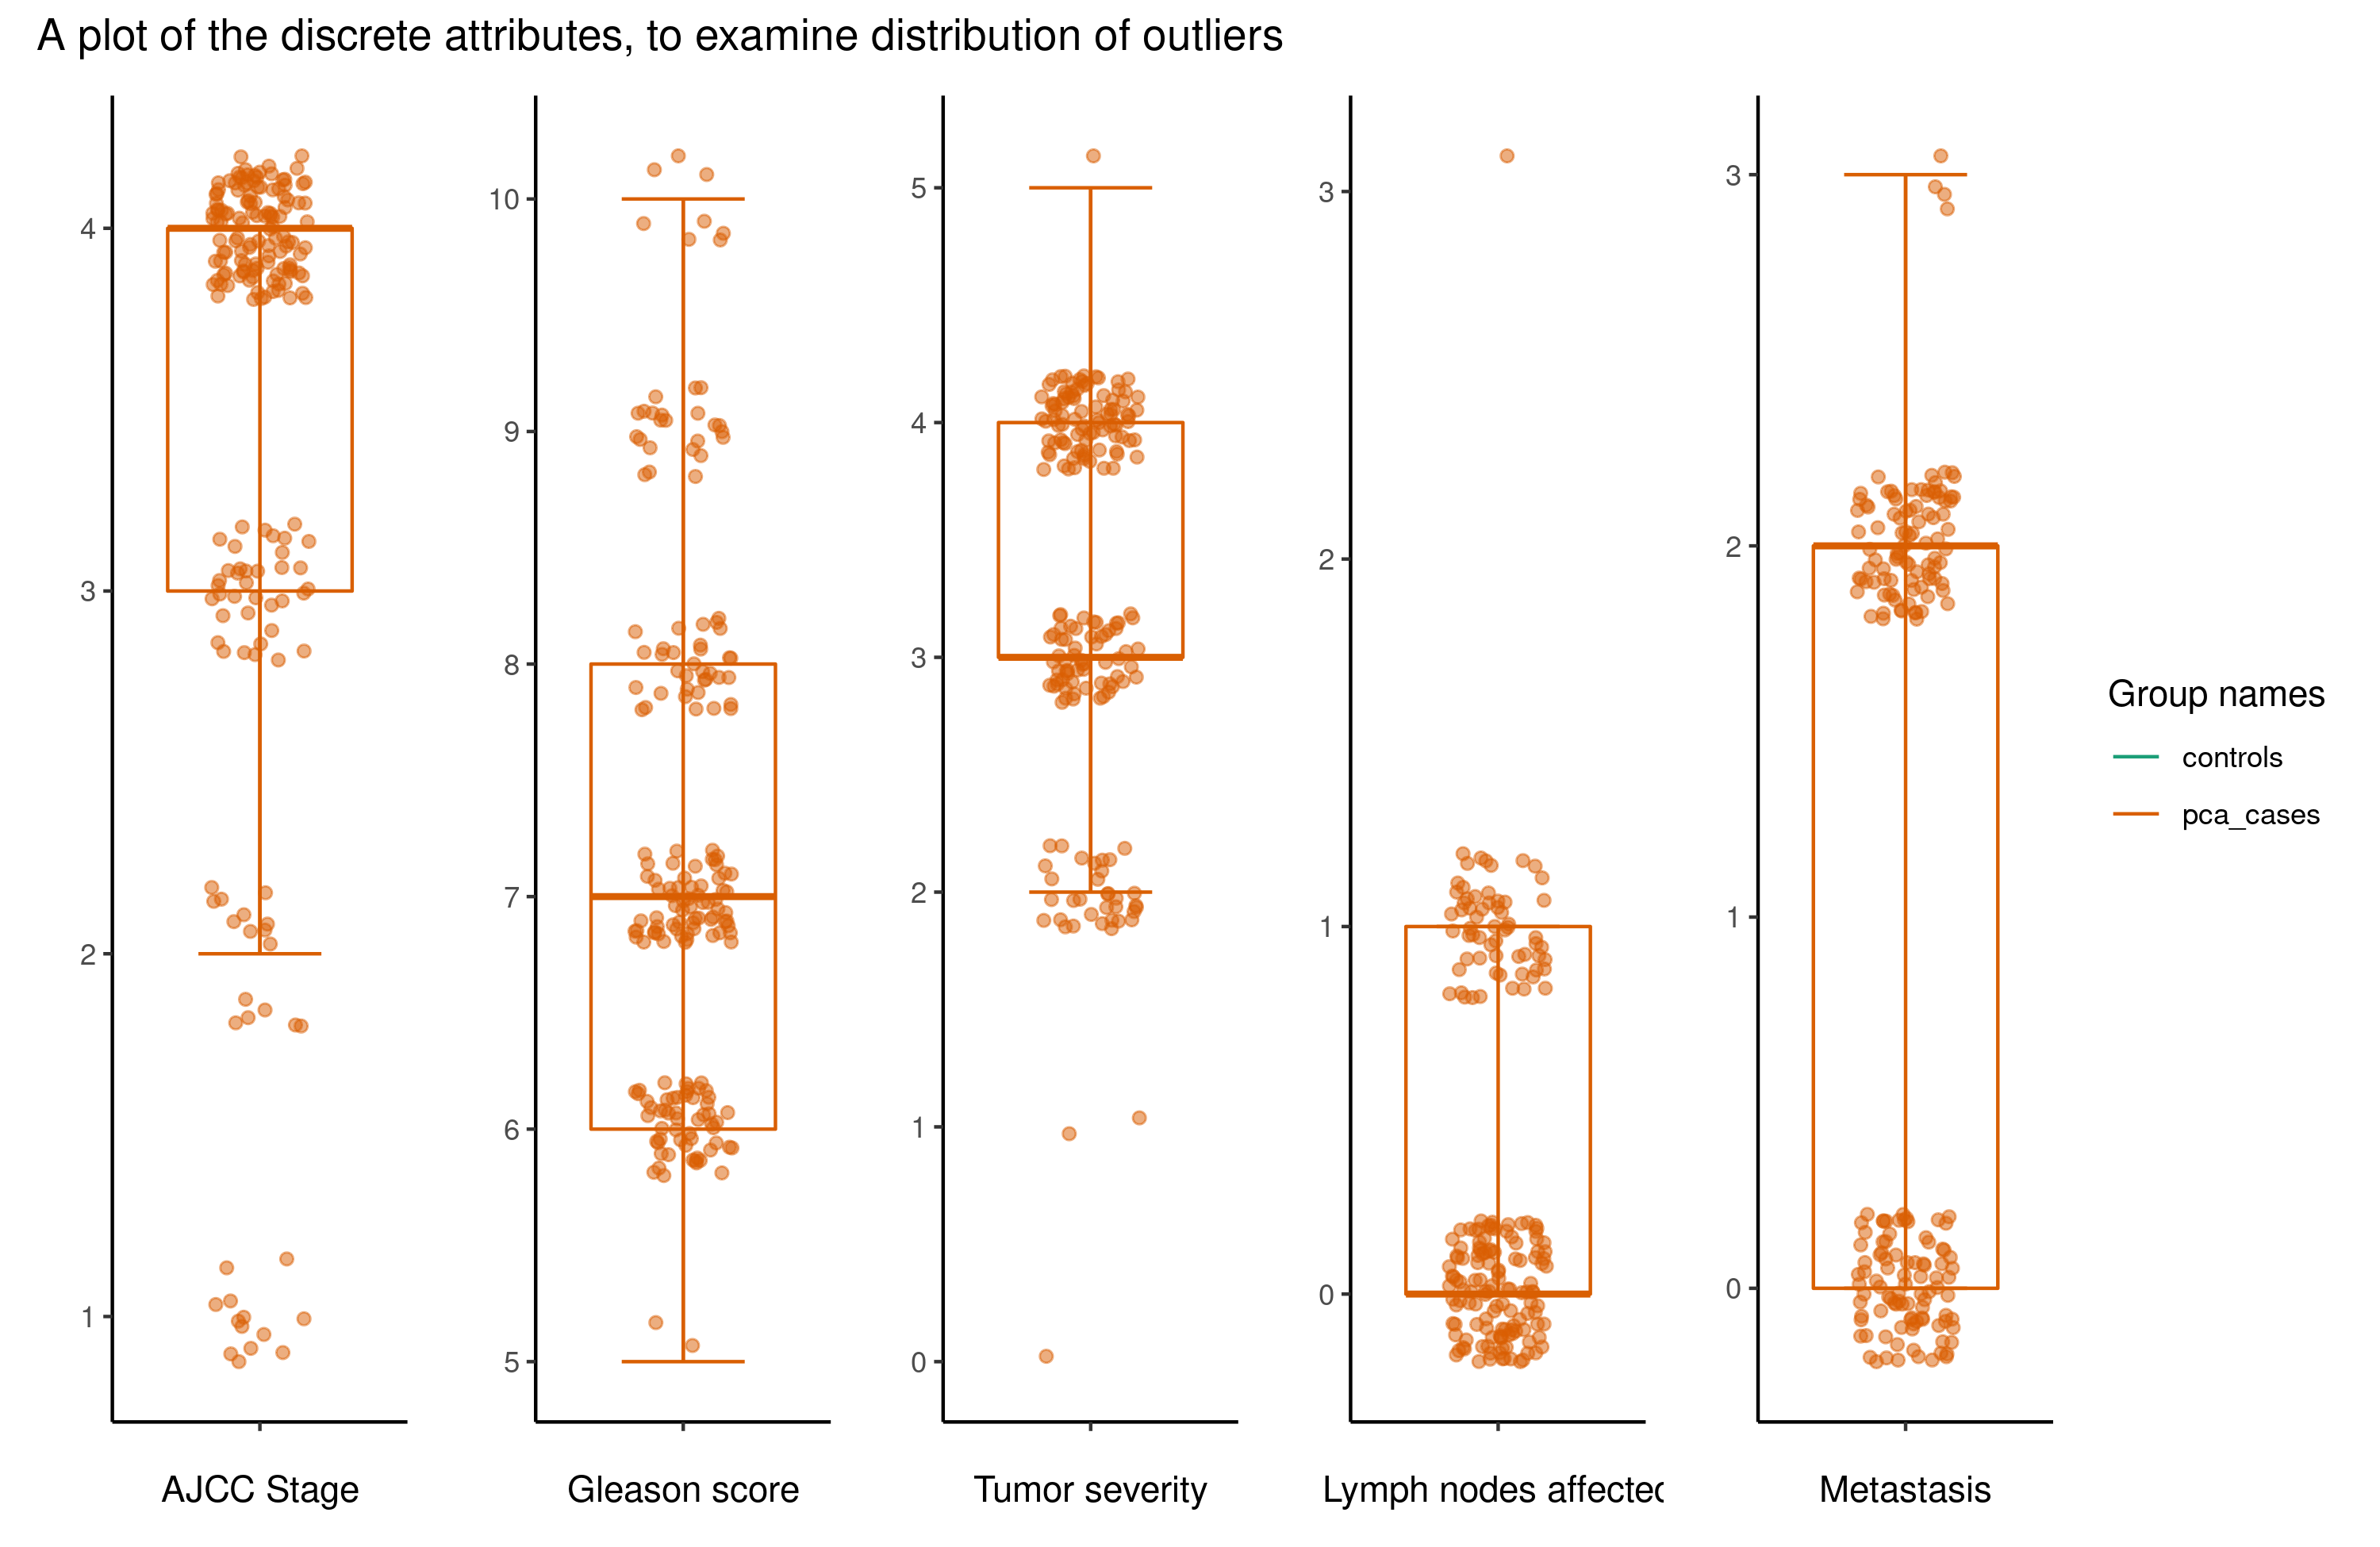 A plot of the discrete attributes, to examine distribution of outliers
4
3
2
1
AJCC Stage
10
9
8
7
6
5
Gleason score
5
4
3
2
1
0
Tumor severity
3
2
1
0
Lymph nodes affected
3
2
1
0
Metastasis
Group names
controls
pca_cases